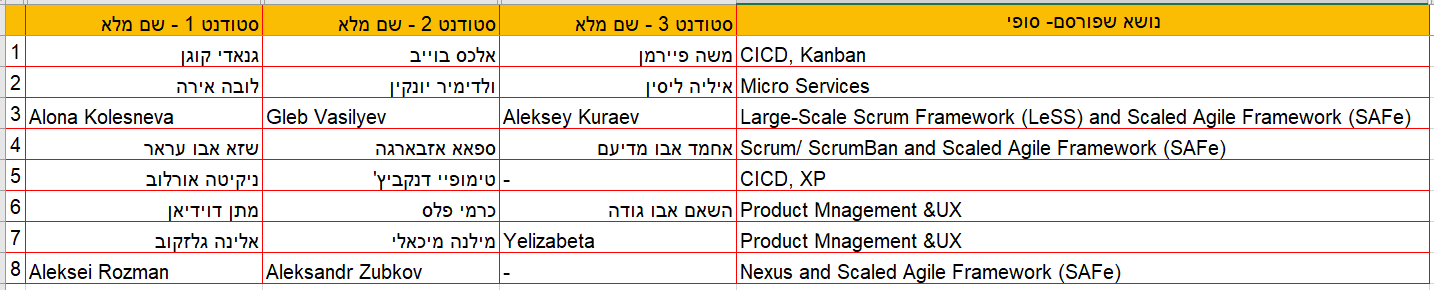 סטודנט 1 - שם מלא סטודנט 2 - שם מלא סטודנט 3 - שם מלא נושא שפורסם- סופי
1 גנאדי קוגן אלכס בוייב משה פיירמן CICD, Kanban
2 לובה אירה ולדימיר יונקין איליה ליסין Micro Services
3 Alona Kolesneva Gleb Vasilyev Aleksey Kuraev Large-Scale Scrum Framework (LeSS) and Scaled Agile Framework (SAFe)
4 שזא אבו עראר ספאא אזבארגה אחמד אבו מדיעם Scrum/ ScrumBan and Scaled Agile Framework (SAFe)
5 ניקיטה אורלוב טימופיי דנקביץ' - CICD, XP
6 מתן דוידיאן כרמי פלס השאם אבו גודה Product Mnagement &UX
7 אלינה גלזקוב מילנה מיכאלי Yelizabeta Product Mnagement &UX
8 Aleksei Rozman Aleksandr Zubkov - Nexus and Scaled Agile Framework (SAFe)